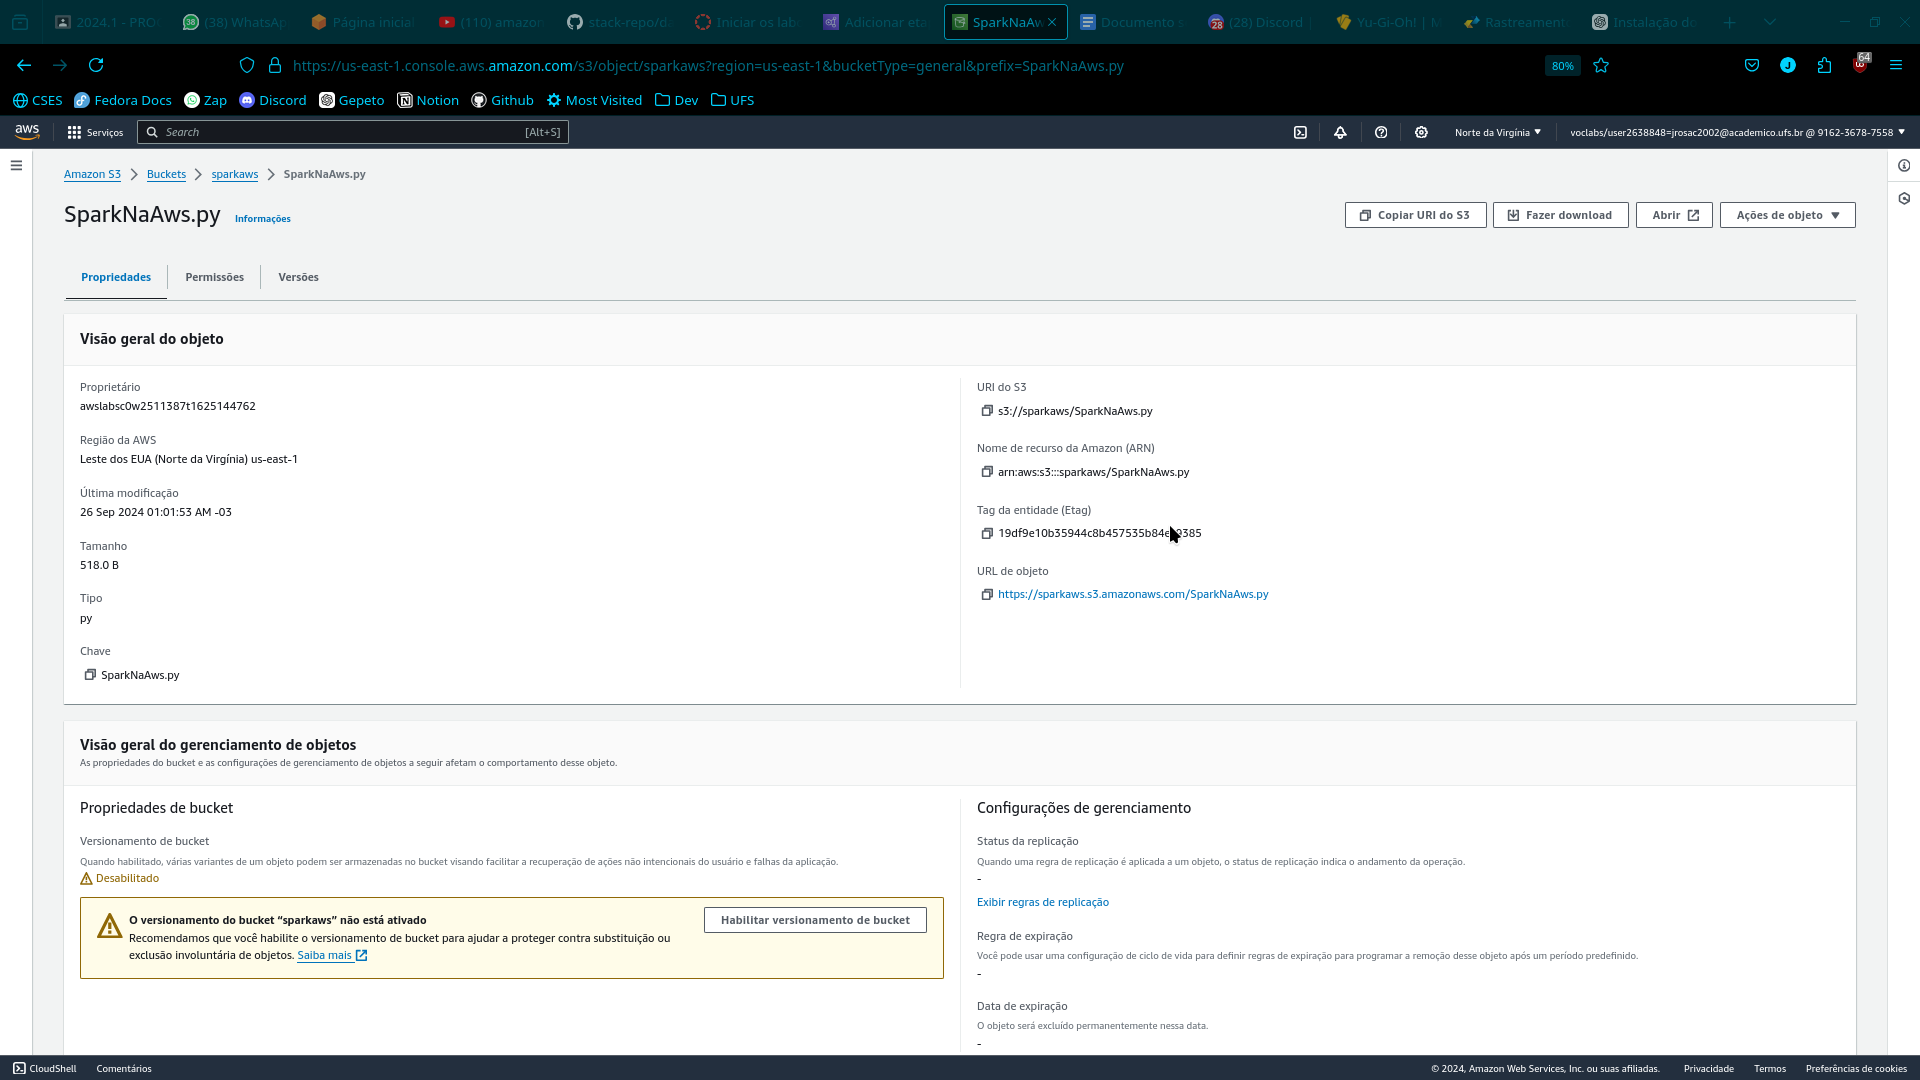 2024.1 - PRO
(38) WhatsAp
Página inicia
(110) amazon
stack-repo/da
Iniciar os lab
Adicionar eta
SparkNaAw
Documento s
(28) Discord
Yu-Gi-Oh! | M
Rastreament
Instalação do
https://us-east-1.console.aws.amazon.com/s3/object/sparkaws?region=us-east-1&bucketType=general&prefix=SparkNaAws.py
80%
J
64
CSES
Fedora Docs
Zap
Discord
Gepeto
Notion
Github
Most Visited
Dev
UFS
aws
Serviços
Search
[Alt+S]
Norte da Virgínia
voclabs/user2638848=jrosac2002@academico.ufs.br @ 9162-3678-7558
Amazon S3
Buckets
sparkaws
SparkNaAws.py
SparkNaAws.py
Informações
Copiar URI do S3
Fazer download
Abrir
Ações de objeto
Propriedades
Permissões
Versões
Visão geral do objeto
Proprietário
awslabsc0w2511387t1625144762
Região da AWS
Leste dos EUA (Norte da Virgínia) us-east-1
Última modificação
26 Sep 2024 01:01:53 AM -03
Tamanho
518.0 B
Tipo
py
Chave
SparkNaAws.py
URI do S3
s3://sparkaws/SparkNaAws.py
Nome de recurso da Amazon (ARN)
arn:aws:s3:::sparkaws/SparkNaAws.py
Tag da entidade (Etag)
URL de objeto
https://sparkaws.s3.amazonaws.com/SparkNaAws.py
Visão geral do gerenciamento de objetos
As propriedades do bucket e as configurações de gerenciamento de objetos a seguir afetam o comportamento desse objeto.
Propriedades de bucket
Versionamento de bucket
Quando habilitado, várias variantes de um objeto podem ser armazenadas no bucket visando facilitar a recuperação de ações não intencionais do usuário e falhas da aplicação.
Desabilitado
O versionamento do bucket “sparkaws” não está ativado
Recomendamos que você habilite o versionamento de bucket para ajudar a proteger contra substituição ou
exclusão involuntária de objetos. Saiba mais
Habilitar versionamento de bucket
Configurações de gerenciamento
Status da replicação
Quando uma regra de replicação é aplicada a um objeto, o status de replicação indica o andamento da operação.
-
Exibir regras de replicação
Regra de expiração
Você pode usar uma configuração de ciclo de vida para definir regras de expiração para programar a remoção desse objeto após um período predefinido.
-
Data de expiração
O objeto será excluído permanentemente nessa data.
-
CloudShell
Comentários
© 2024, Amazon Web Services, Inc. ou suas afiliadas.
Privacidade
Termos
Preferências de cookies